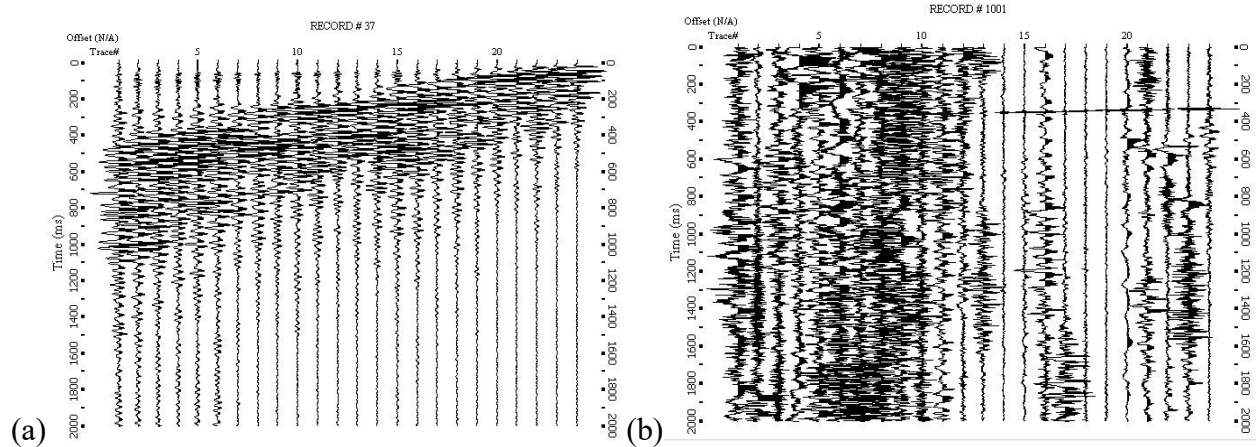 RECORD # 37
Offset (N/A)
Trace# 5 10 15 20
0 0
200 200
400 400
600 600
800 800
Time (ms)
1000 1000
1200 1200
1400 1400
1600 1600
1800 1800
2000 2000
(a)
RECORD # 1001
Offset (N/A)
Trace# 5 10 15 20
0 0
200 200
400 400
600 600
800 800
Time (ms)
1000 1000
1200 1200
1400 1400
1600 1600
1800 1800
2000 2000
(b)